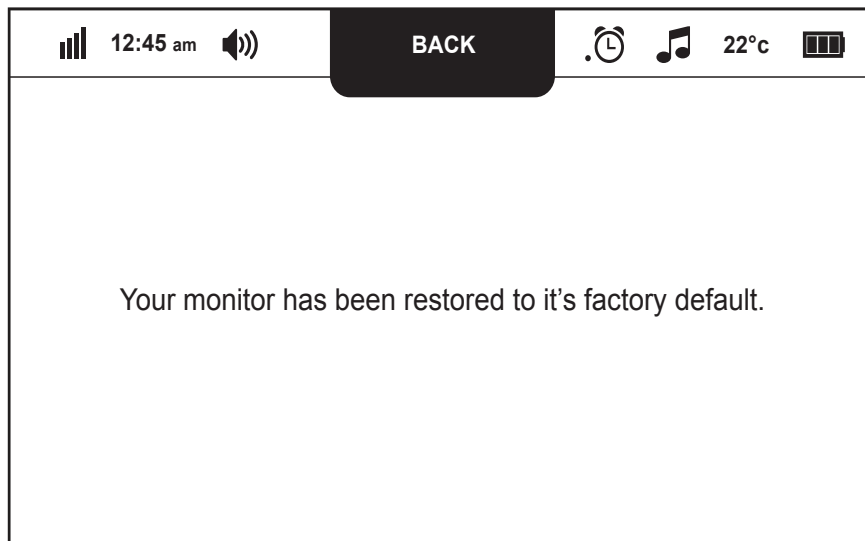 12:45 am BACK 22°c
Your monitor has been restored to it’s factory default.